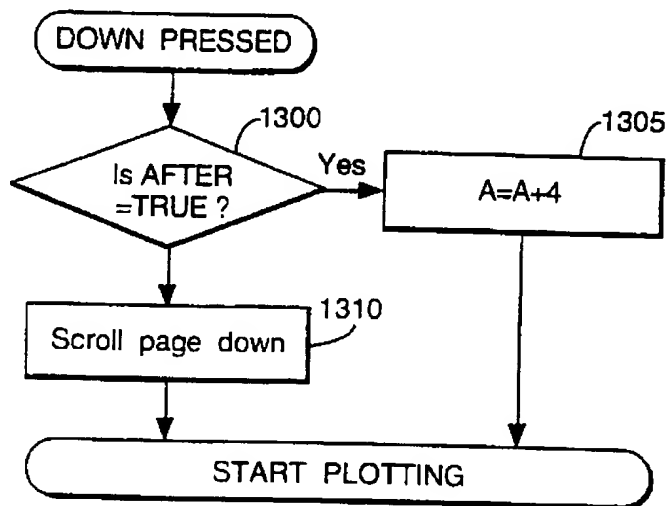 DOWN PRESSED
1300
Is AFTER
=TRUE ?
Yes
1305
A=A+4
1310
Scroll page down
START PLOTTING